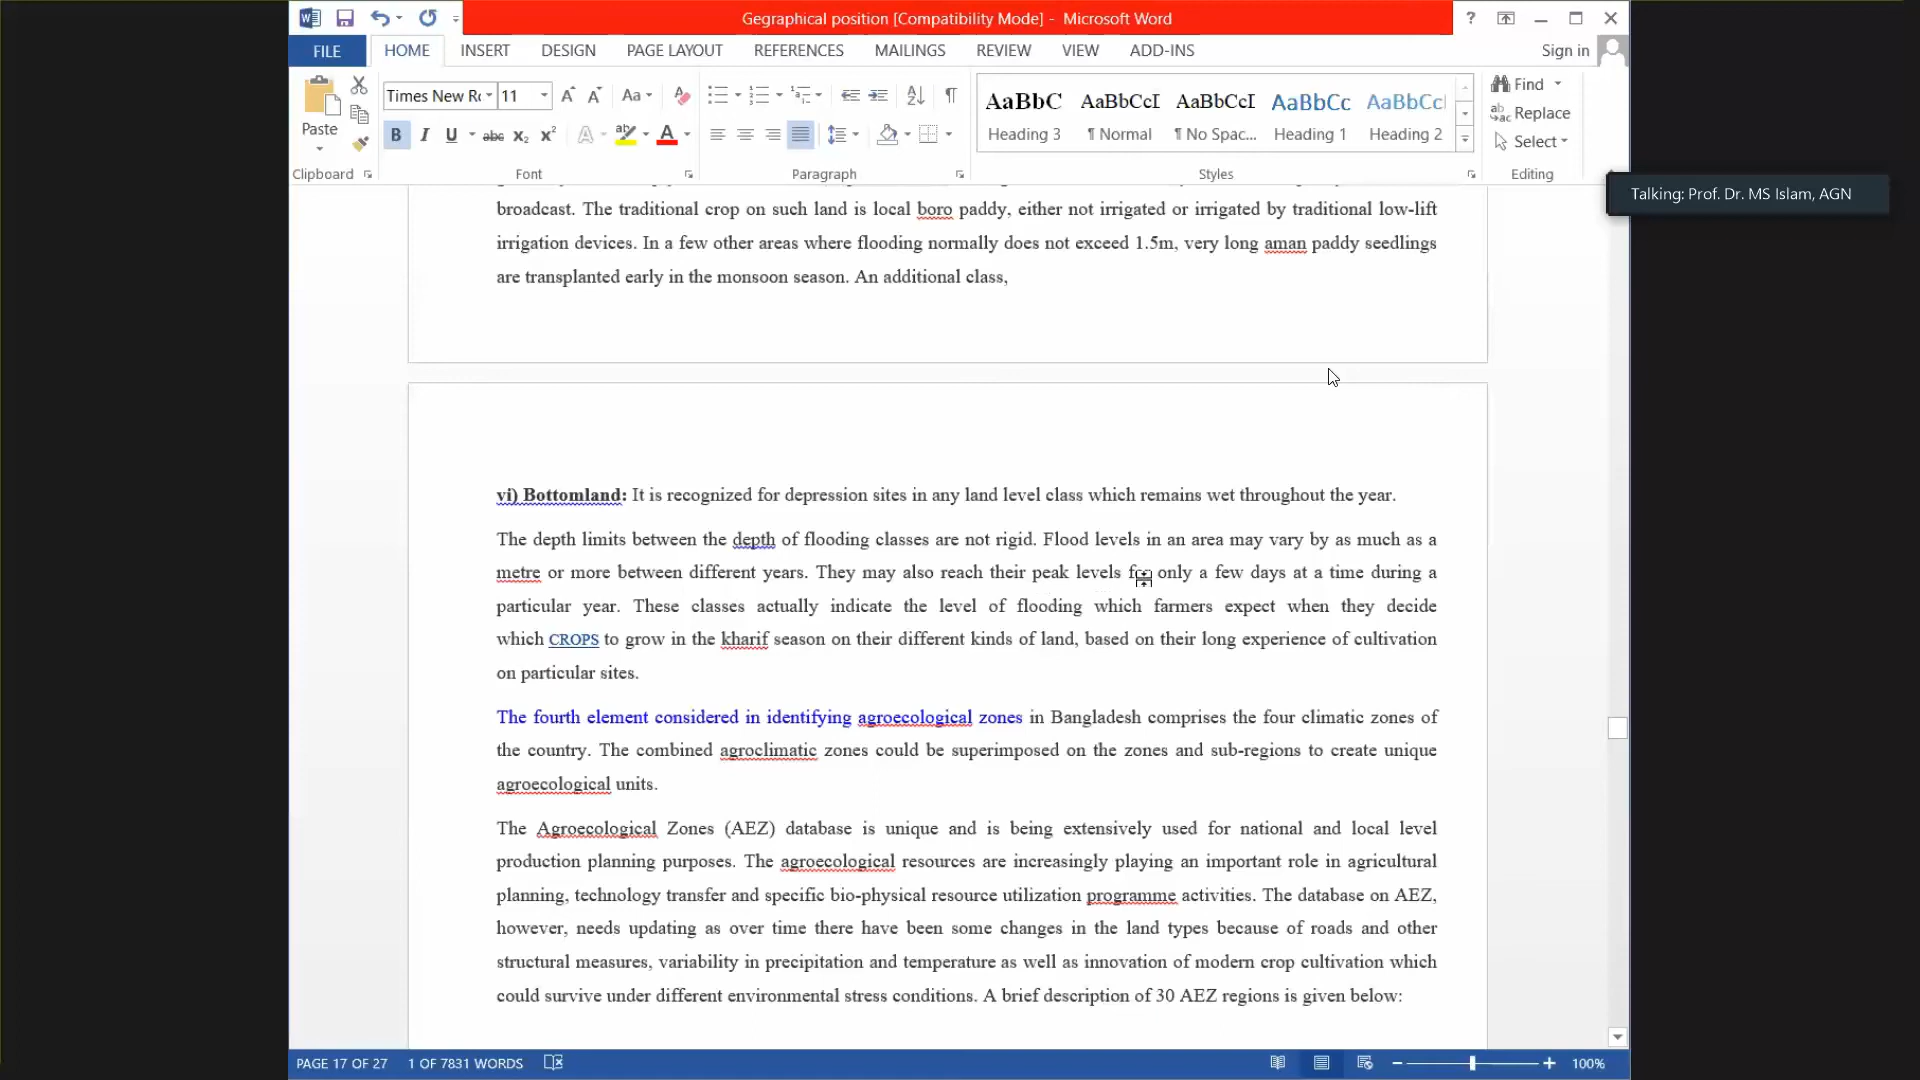 Gegraphical position [Compatibility Mode] - Microsoft Word
?
FILE HOME INSERT DESIGN PAGE LAYOUT REFERENCES MAILINGS REVIEW VIEW ADD-INS Sign in
Paste
Clipboard
Times New Ro 11
Aa
B I U abc X₂ X²
Font
Paragraph
AaBbC AaBbCcI AaBbCcI AaBbCc AaBbCcI
Heading 3 ¶ Normal ¶ No Spac... Heading 1 Heading 2
Styles
Find
Replace
Select
Editing
Talking: Prof. Dr. MS Islam, AGN
broadcast. The traditional crop on such land is local boro paddy, either not irrigated or irrigated by traditional low-lift
irrigation devices. In a few other areas where flooding normally does not exceed 1.5m, very long aman paddy seedlings
are transplanted early in the monsoon season. An additional class,
vi) Bottomland: It is recognized for depression sites in any land level class which remains wet throughout the year.
The depth limits between the depth of flooding classes are not rigid. Flood levels in an area may vary by as much as a
metre or more between different years. They may also reach their peak levels for only a few days at a time during a
particular year. These classes actually indicate the level of flooding which farmers expect when they decide
which CROPS to grow in the kharif season on their different kinds of land, based on their long experience of cultivation
on particular sites.
The fourth element considered in identifying agroecological zones in Bangladesh comprises the four climatic zones of
the country. The combined agroclimatic zones could be superimposed on the zones and sub-regions to create unique
agroecological units.
The Agroecological Zones (AEZ) database is unique and is being extensively used for national and local level
production planning purposes. The agroecological resources are increasingly playing an important role in agricultural
planning, technology transfer and specific bio-physical resource utilization programme activities. The database on AEZ,
however, needs updating as over time there have been some changes in the land types because of roads and other
structural measures, variability in precipitation and temperature as well as innovation of modern crop cultivation which
could survive under different environmental stress conditions. A brief description of 30 AEZ regions is given below:
PAGE 17 OF 27 1 OF 7831 WORDS 100%